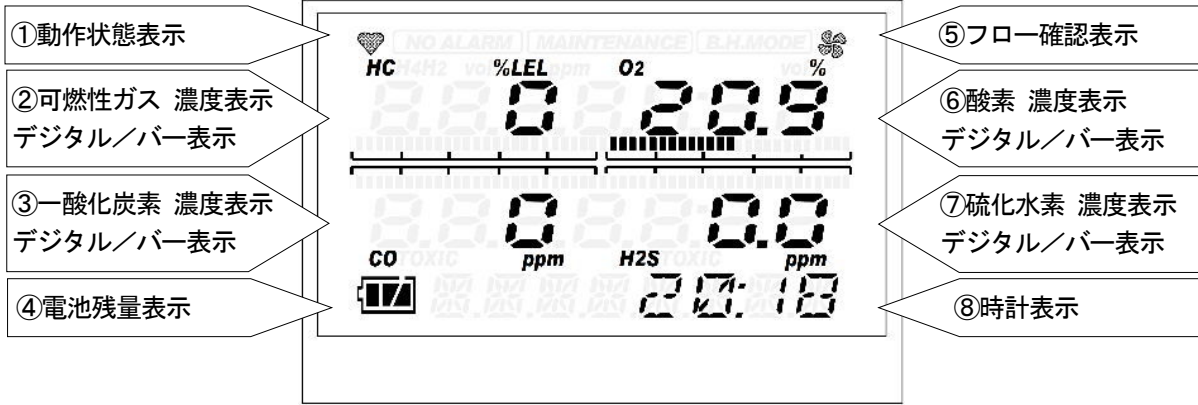 ①動作状態表示
②可燃性ガス 濃度表示
デジタル／バー表示
③一酸化炭素 濃度表示
デジタル／バー表示
④電池残量表示
NO ALARM MAINTENANCE B.H.MODE
HC %LEL O2 %
0 20.9
0 0.0
CO TOXIC ppm H2S TOXIC ppm
20:18
⑤フロー確認表示
⑥酸素 濃度表示
デジタル／バー表示
⑦硫化水素 濃度表示
デジタル／バー表示
⑧時計表示